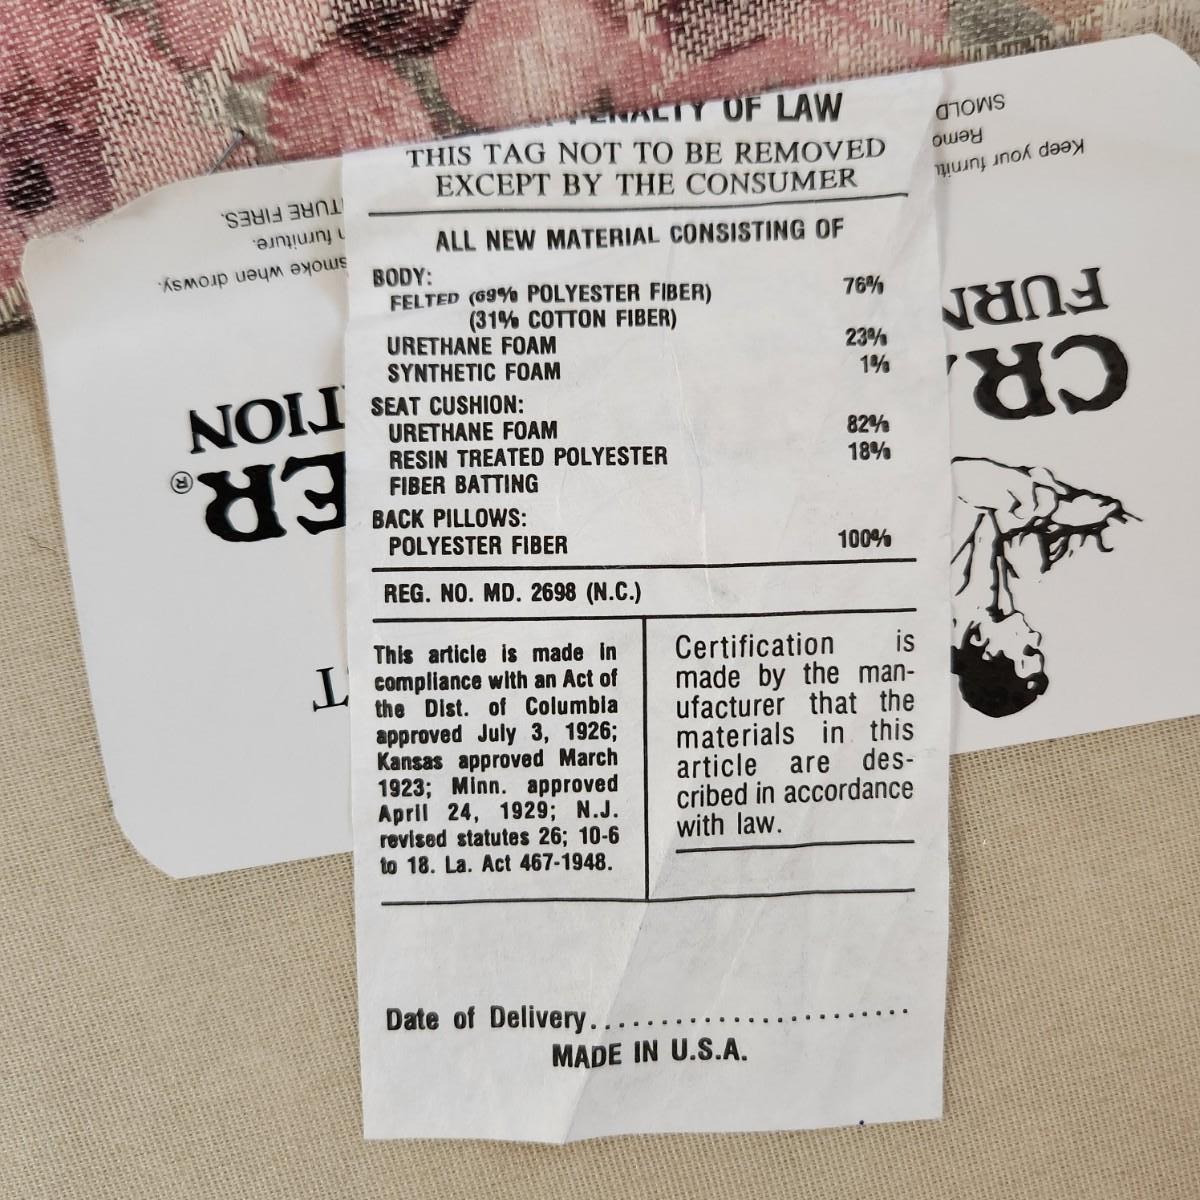 PENALTY OF LAW
THIS TAG NOT TO BE REMOVED
EXCEPT BY THE CONSUMER
ALL NEW MATERIAL CONSISTING OF
BODY:
FELTED (69% POLYESTER FIBER) 76%
(31% COTTON FIBER)
URETHANE FOAM 23%
SYNTHETIC FOAM 1%
SEAT CUSHION:
URETHANE FOAM 82%
RESIN TREATED POLYESTER 18%
FIBER BATTING
BACK PILLOWS:
POLYESTER FIBER 100%
REG. NO. MD. 2698 (N.C.)
This article is made in
compliance with an Act of
the Dist. of Columbia
approved July 3, 1926;
Kansas approved March
1923; Minn. approved
April 24, 1929; N.J.
revised statutes 26; 10-6
to 18. La. Act 467-1948.
Certification is
made by the man-
ufacturer that the
materials in this
article are des-
cribed in accordance
with law.
Date of Delivery.......................
MADE IN U.S.A.
CRA ER®
FURN TION
Keep your furnitu smoke when drowsy.
Remo n furniture.
SMOLD TURE FIRES.